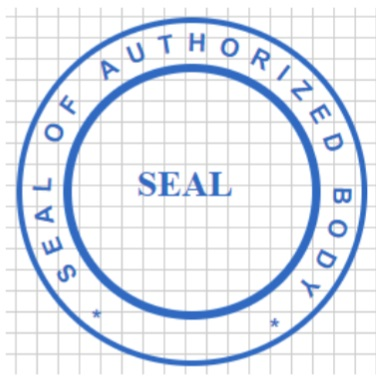 SEAL OF AUTHORIZED BODY
* *
SEAL